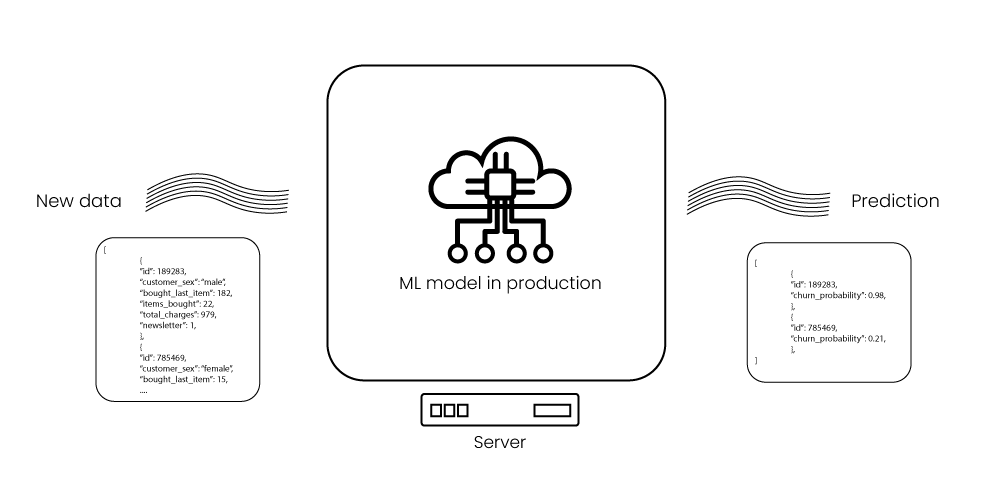 New data
[
{
"id": 189283,
"customer_sex": "male",
"bought_last_item": 182,
"items_bought": 22,
"total_charges": 979,
"newsletter": 1,
},
{
"id": 785469,
"customer_sex": "female",
"bought_last_item": 15,
....
ML model in production
Server
Prediction
[
{
"id": 189283,
"churn_probability": 0.98,
},
{
"id": 785469,
"churn_probability": 0.21,
},
]